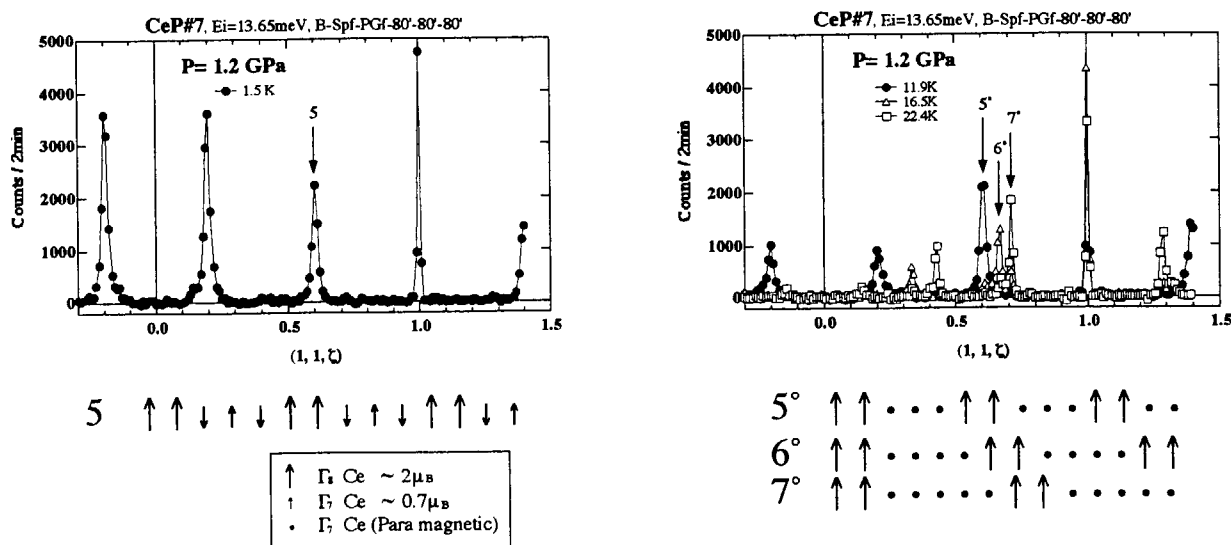 CeP#7, Ei=13.65meV, B-Spf-PGf-80'-80'-80'
5000
4000
3000
2000
1000
0
Counts / 2min
P= 1.2 GPa
1.5 K
5
0.0
0.5
1.0
1.5
(1, 1, ζ)
5
Γ₈ Ce ~ 2μB
Γ₇ Ce ~ 0.7μB
Γ₇ Ce (Para magnetic)
CeP#7, Ei=13.65meV, B-Spf-PGf-80'-80'-80'
5000
4000
3000
2000
1000
0
Counts / 2min
P= 1.2 GPa
11.9K
16.5K
22.4K
5°
6°
7°
0.0
0.5
1.0
1.5
(1, 1, ζ)
5°
6°
7°